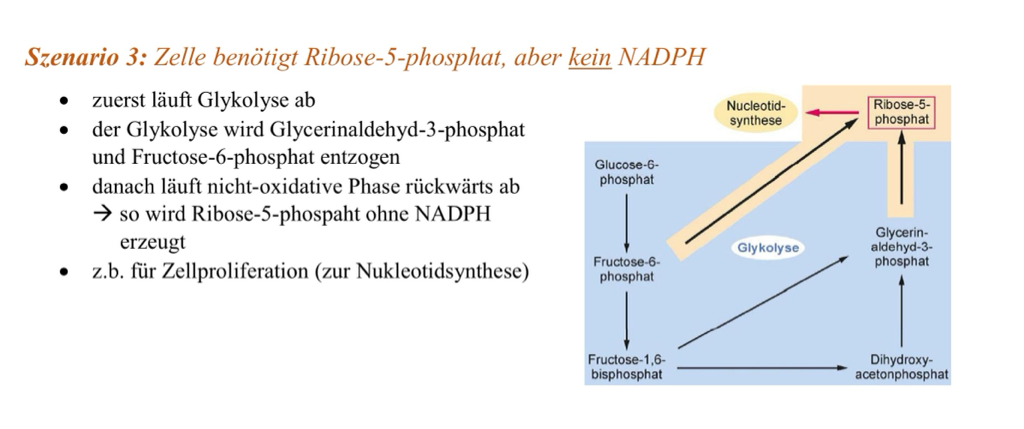 Szenario 3: Zelle benötigt Ribose-5-phosphat, aber kein NADPH
• zuerst läuft Glykolyse ab
• der Glykolyse wird Glycerinaldehyd-3-phosphat
und Fructose-6-phosphat entzogen
• danach läuft nicht-oxidative Phase rückwärts ab
→ so wird Ribose-5-phospaht ohne NADPH
erzeugt
• z.b. für Zellproliferation (zur Nukleotidsynthese)
Nucleotid-
synthese
Ribose-5-
phosphat
Glucose-6-
phosphat
Glykolyse
Fructose-6-
phosphat
Glycerin-
aldehyd-3-
phosphat
Fructose-1,6-
bisphosphat
Dihydroxy-
acetonphosphat